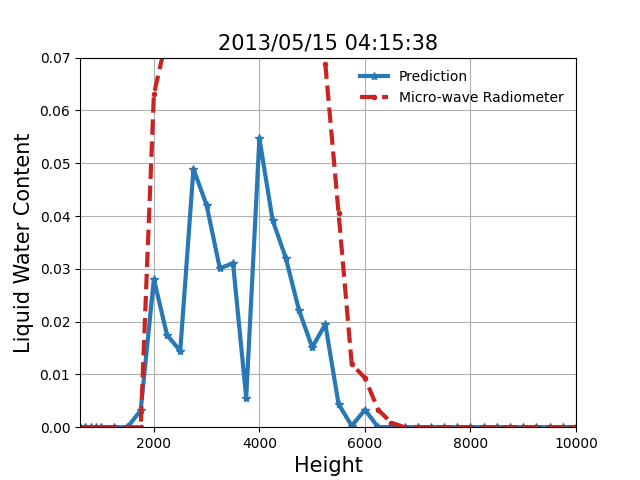 2013/05/15 04:15:38
0.07
0.06
0.05
0.04
0.03
0.02
0.01
0.00
Liquid Water Content
Prediction
Micro-wave Radiometer
2000 4000 6000 8000 10000
Height